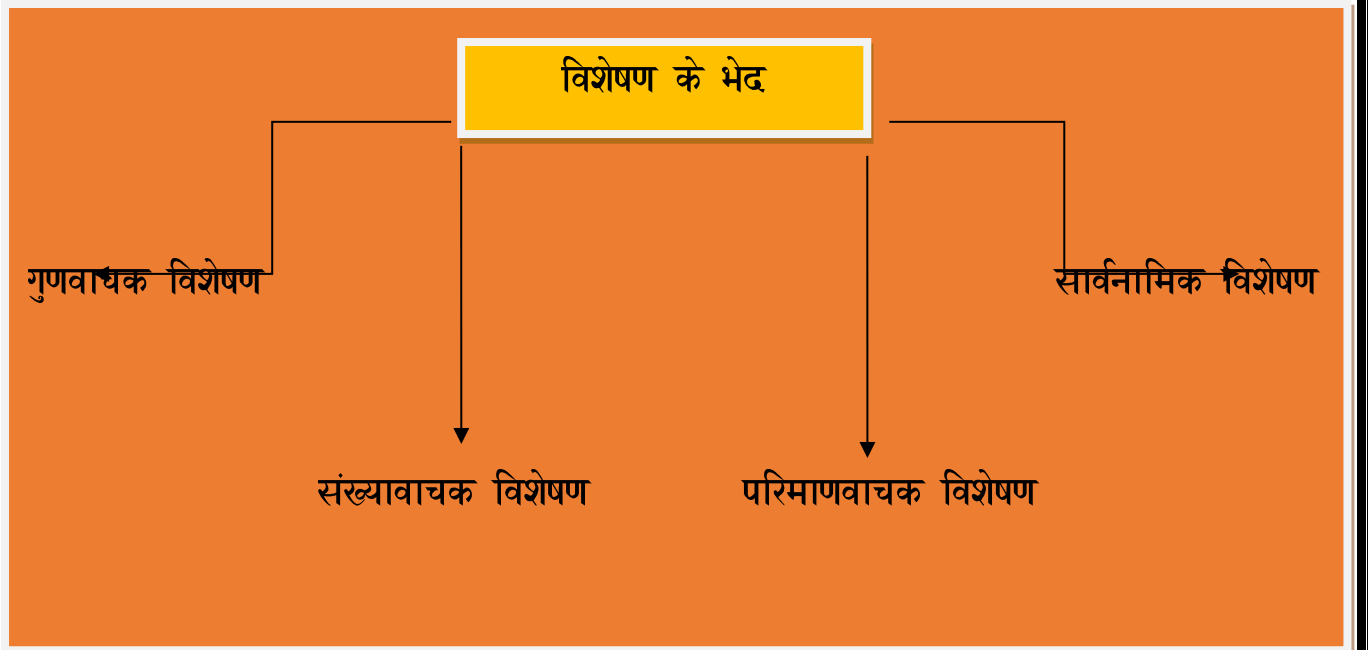 विशेषण के भेद
गुणवाचक विशेषण
सार्वनामिक विशेषण
संख्यावाचक विशेषण
परिमाणवाचक विशेषण